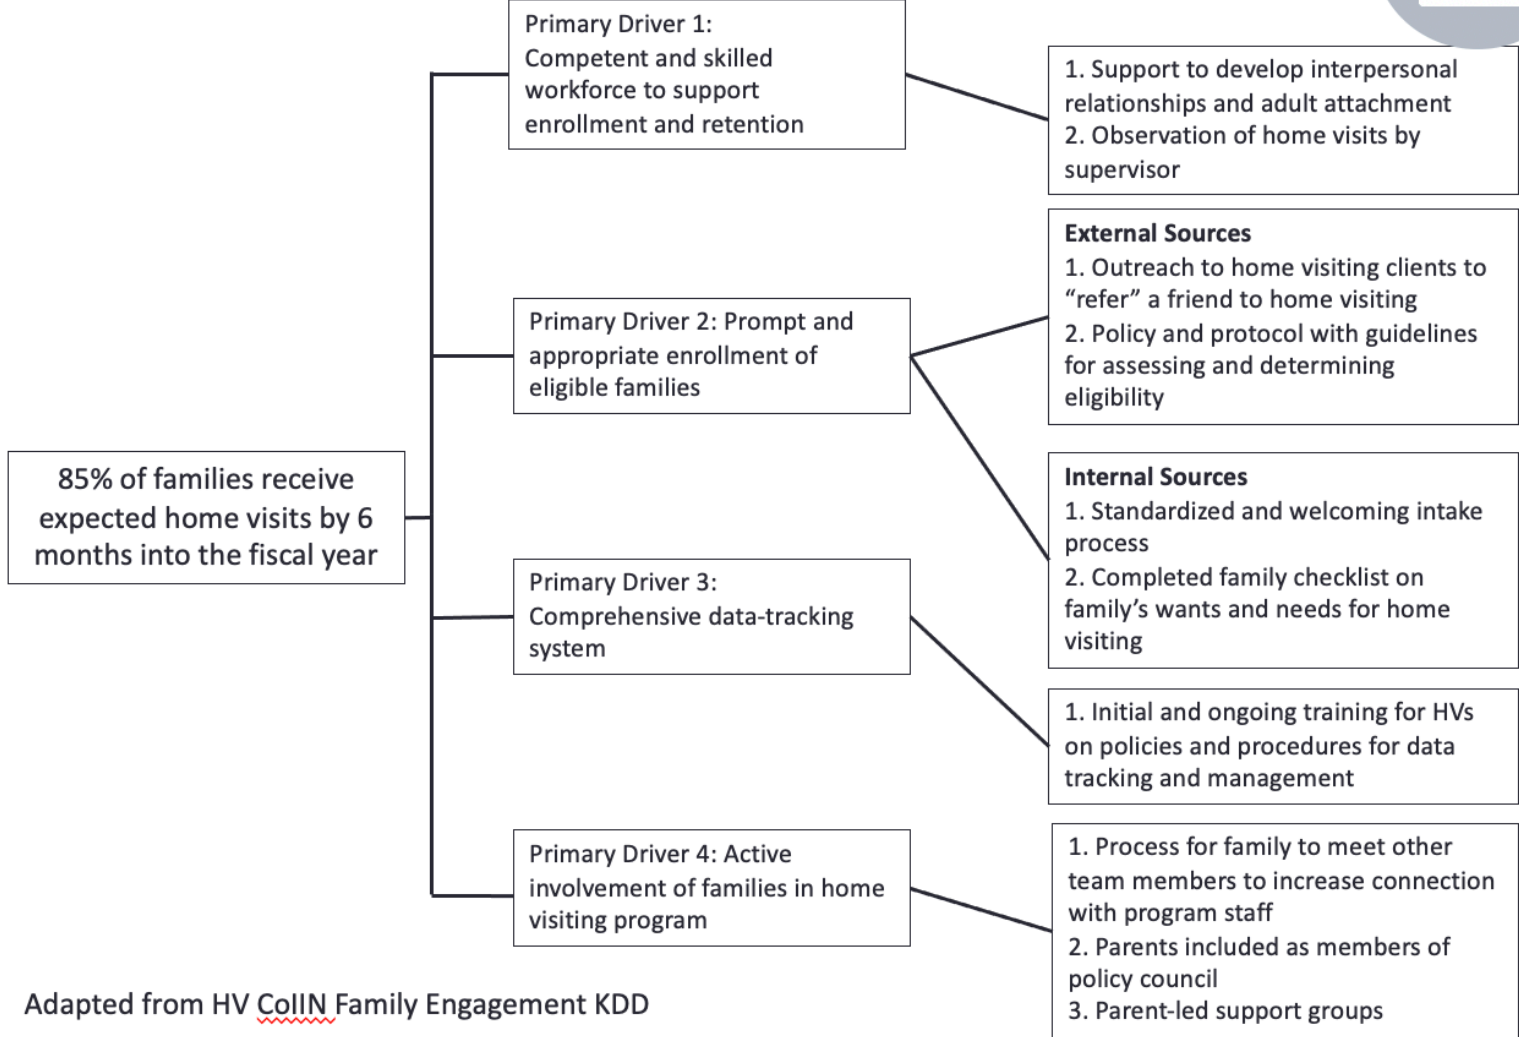 Primary Driver 1:
Competent and skilled
workforce to support
enrollment and retention
1. Support to develop interpersonal
relationships and adult attachment
2. Observation of home visits by
supervisor
External Sources
1. Outreach to home visiting clients to
“refer” a friend to home visiting
2. Policy and protocol with guidelines
for assessing and determining
eligibility
Primary Driver 2: Prompt and
appropriate enrollment of
eligible families
85% of families receive
expected home visits by 6
months into the fiscal year
Internal Sources
1. Standardized and welcoming intake
process
2. Completed family checklist on
family’s wants and needs for home
visiting
Primary Driver 3:
Comprehensive data-tracking
system
1. Initial and ongoing training for HVs
on policies and procedures for data
tracking and management
Primary Driver 4: Active
involvement of families in home
visiting program
1. Process for family to meet other
team members to increase connection
with program staff
2. Parents included as members of
policy council
3. Parent-led support groups
Adapted from HV CoIIN Family Engagement KDD